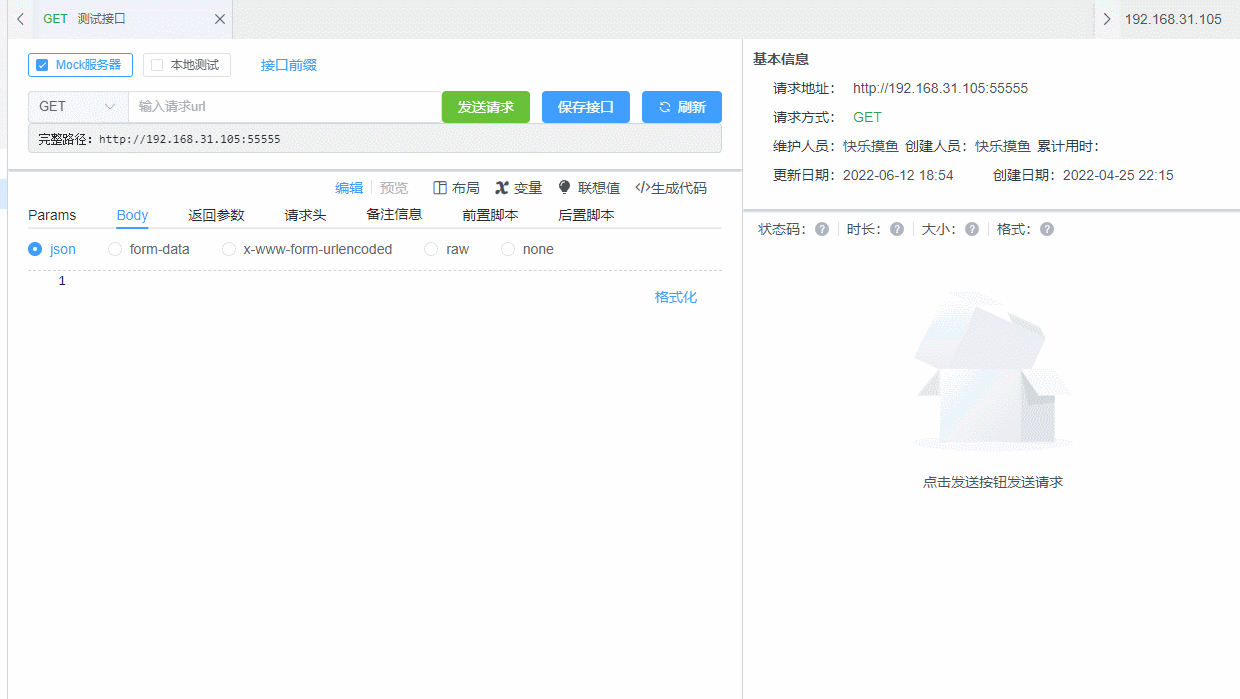 GET 测试接口
192.168.31.105
Mock服务器 本地测试 接口前缀
GET 输入请求url 发送请求 保存接口 刷新
完整路径：http://192.168.31.105:55555
编辑 预览 布局 变量 联想值 生成代码
Params Body 返回参数 请求头 备注信息 前置脚本 后置脚本
json form-data x-www-form-urlencoded raw none
1
格式化
基本信息
请求地址： http://192.168.31.105:55555
请求方式： GET
维护人员：快乐摸鱼 创建人员：快乐摸鱼 累计用时：
更新日期：2022-06-12 18:54 创建日期：2022-04-25 22:15
状态码： 时长： 大小： 格式：
点击发送按钮发送请求